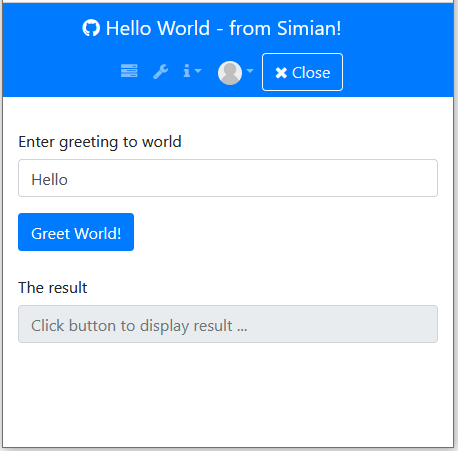 Hello World - from Simian!
Close
Enter greeting to world
Hello
Greet World!
The result
Click button to display result ...